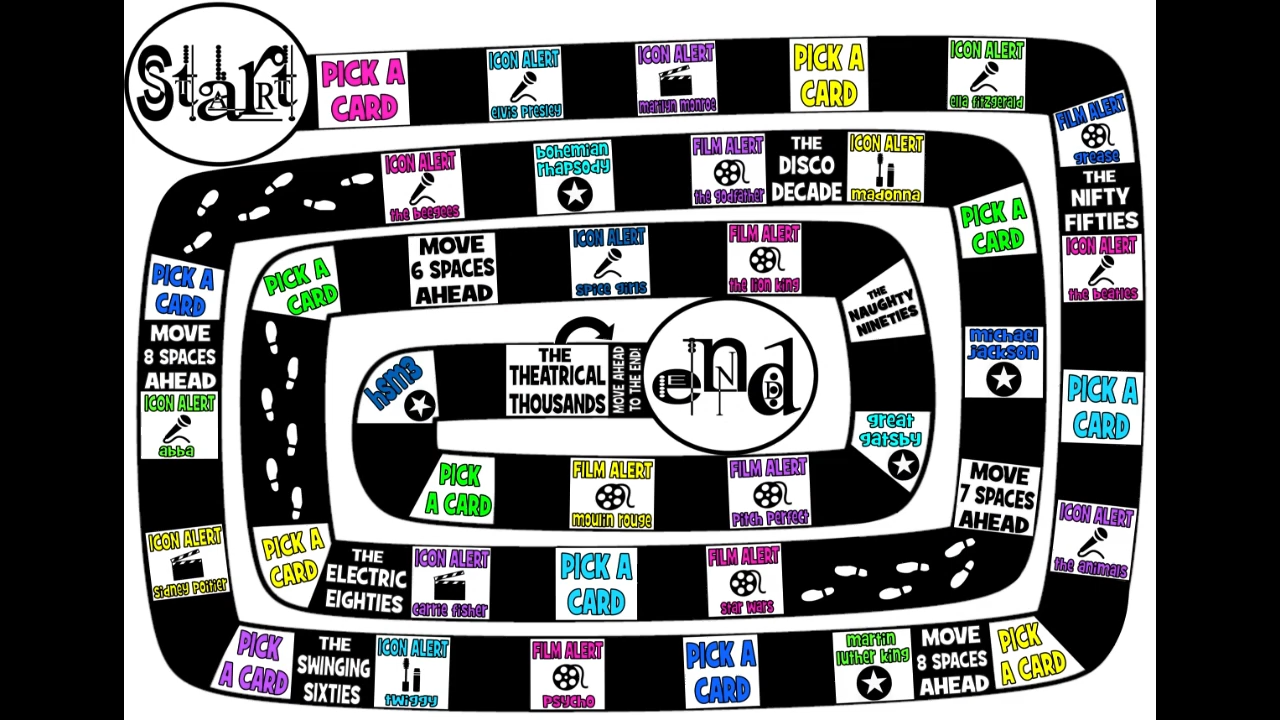 Start
START
PICK A
CARD
ICON ALERT
elvis presley
ICON ALERT
marilyn monroe
PICK A
CARD
ICON ALERT
ella fitzgerald
FILM ALERT
grease
THE
NIFTY
FIFTIES
ICON ALERT
the beatles
PICK A
CARD
ICON ALERT
the animals
PICK
A CARD
MOVE
8 SPACES
AHEAD
martin
luther king
PICK A
CARD
FILM ALERT
psycho
ICON ALERT
twiggy
THE
SWINGING
SIXTIES
PICK
A CARD
ICON ALERT
sidney poitier
ICON ALERT
abba
MOVE
8 SPACES
AHEAD
PICK A
CARD
ICON ALERT
the beegees
bohemian
rhapsody
FILM ALERT
the godfather
THE
DISCO
DECADE
ICON ALERT
madonna
PICK A
CARD
michael
jackson
MOVE
7 SPACES
AHEAD
FILM ALERT
star wars
PICK A
CARD
ICON ALERT
carrie fisher
THE
ELECTRIC
EIGHTIES
PICK A
CARD
PICK A
CARD
MOVE
6 SPACES
AHEAD
ICON ALERT
spice girls
FILM ALERT
the lion king
THE
NAUGHTY
NINETIES
great
gatsby
FILM ALERT
pitch perfect
FILM ALERT
moulin rouge
PICK
A CARD
hsm3
THE
THEATRICAL
THOUSANDS
MOVE AHEAD
TO THE END!
end
END